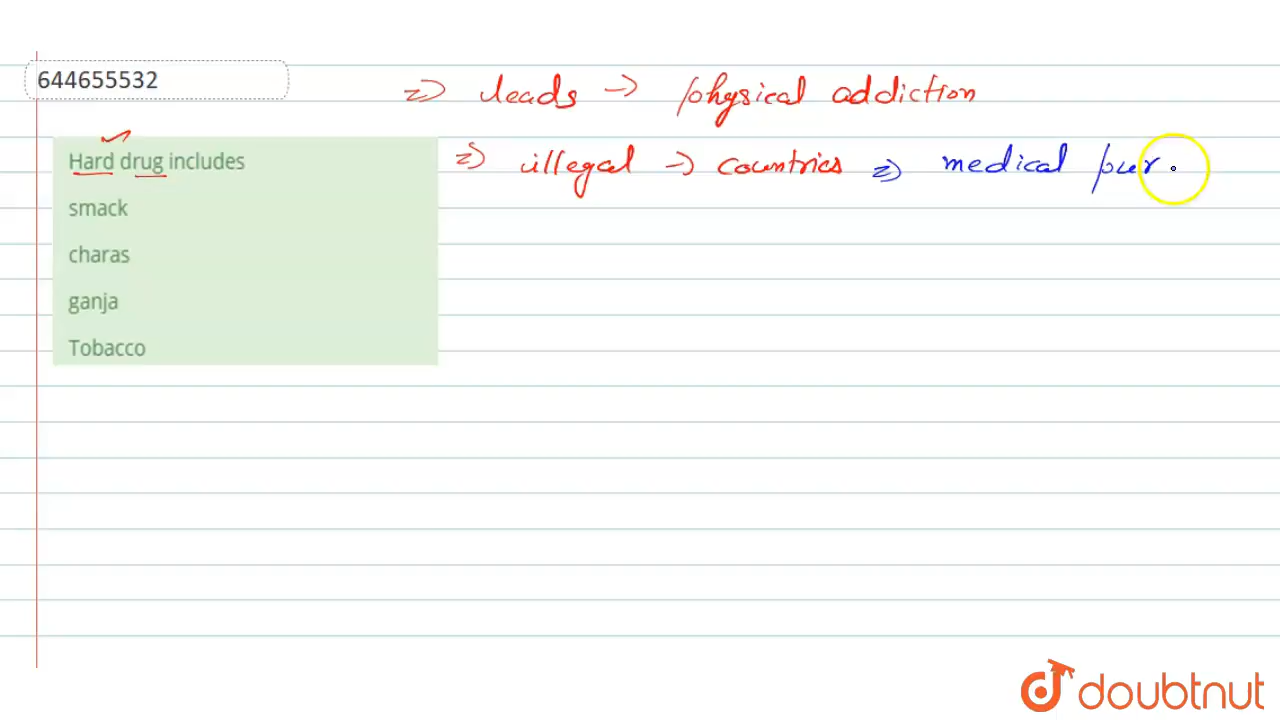 644655532
⇒ leads → physical addiction
Hard drug includes
⇒ illegal → countries ⇒ medical pur
smack
charas
ganja
Tobacco
doubtnut